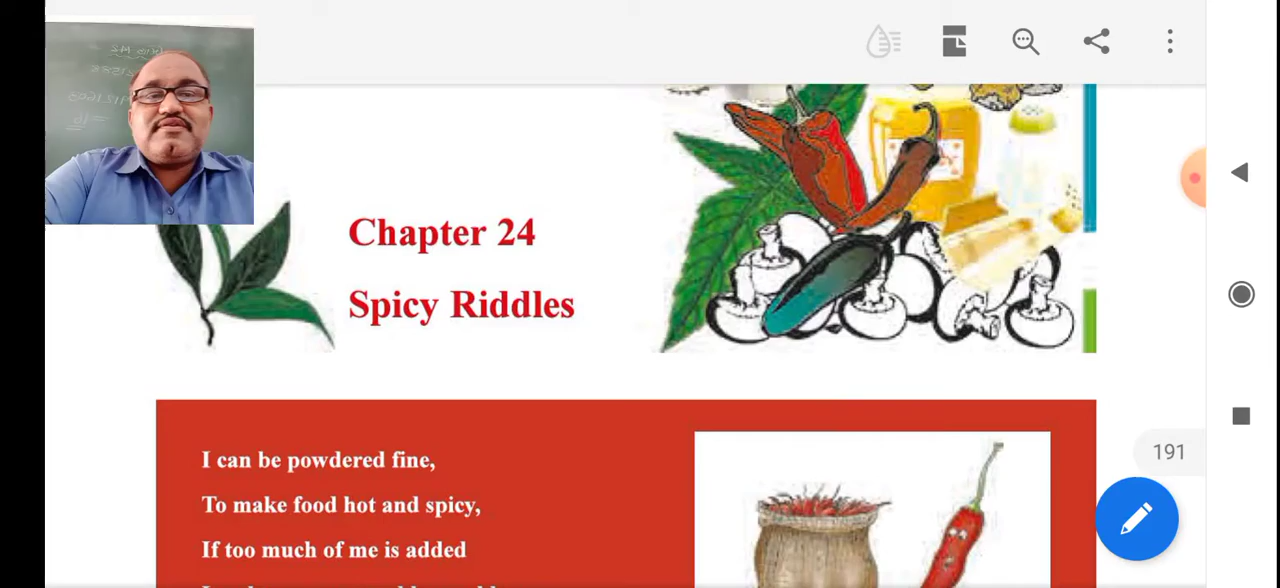 Chapter 24
Spicy Riddles
I can be powdered fine,
To make food hot and spicy,
If too much of me is added
191